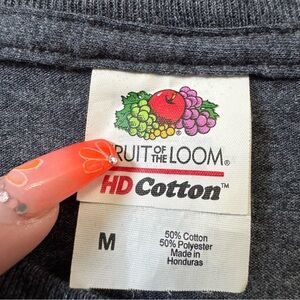 RUIT OF THE LOOM®
HD Cotton™
M
50% Cotton
50% Polyester
Made in
Honduras